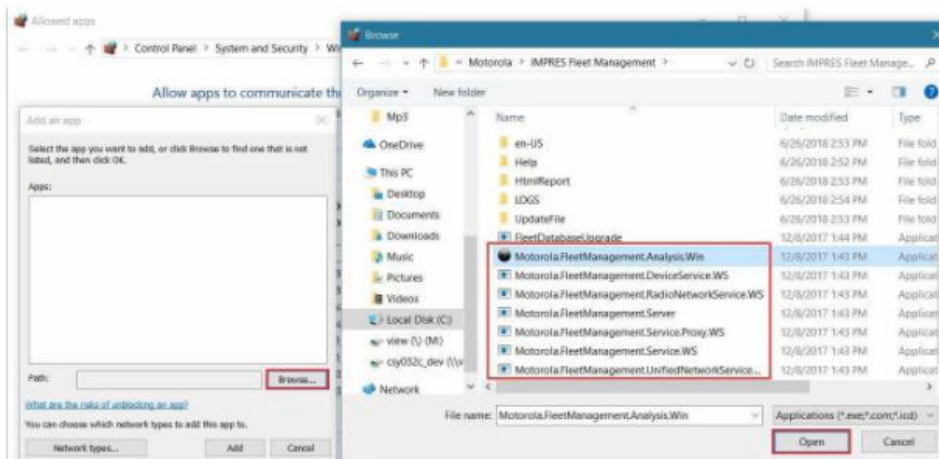 Allowed apps
Control Panel > System and Security >
Allow apps to communicate
Add an app
Select the app you want to add, or click Browse to find one that is not
listed, and then click OK.
Apps:
Path:
Browse...
What are the risks of unblocking an app?
You can choose which network types to add this app to.
Network types...
Add
Cancel
Browse
Motorola > IMPRES Fleet Management >
Search IMPRES Fleet Manage...
Organize
New folder
Mp3
OneDrive
This PC
Desktop
Documents
Downloads
Music
Pictures
Videos
Local Disk (C:)
view (\\) (M:)
Network
Name Date modified Type
en-US 6/26/2018 2:53 PM File fold
Help 6/26/2018 2:52 PM File fold
HtmlReport 6/26/2018 2:53 PM File fold
LOGS 6/26/2018 2:54 PM File fold
UpdateFile 6/26/2018 2:53 PM File fold
FleetDatabaseUpgrade 12/8/2017 1:44 PM Applicat
Motorola.FleetManagement.Analysis.Win 12/8/2017 1:43 PM Applicat
Motorola.FleetManagement.DeviceService.WS 12/8/2017 1:43 PM Applicat
Motorola.FleetManagement.RadioNetworkService.WS 12/8/2017 1:43 PM Applicat
Motorola.FleetManagement.Server 12/8/2017 1:43 PM Applicat
Motorola.FleetManagement.Service.Proxy.WS 12/8/2017 1:43 PM Applicat
Motorola.FleetManagement.Service.WS 12/8/2017 1:43 PM Applicat
Motorola.FleetManagement.UnifiedNetworkService... 12/8/2017 1:43 PM Applicat
File name: Motorola.FleetManagement.Analysis.Win
Applications (*.exe;*.com;*.icd)
Open
Cancel